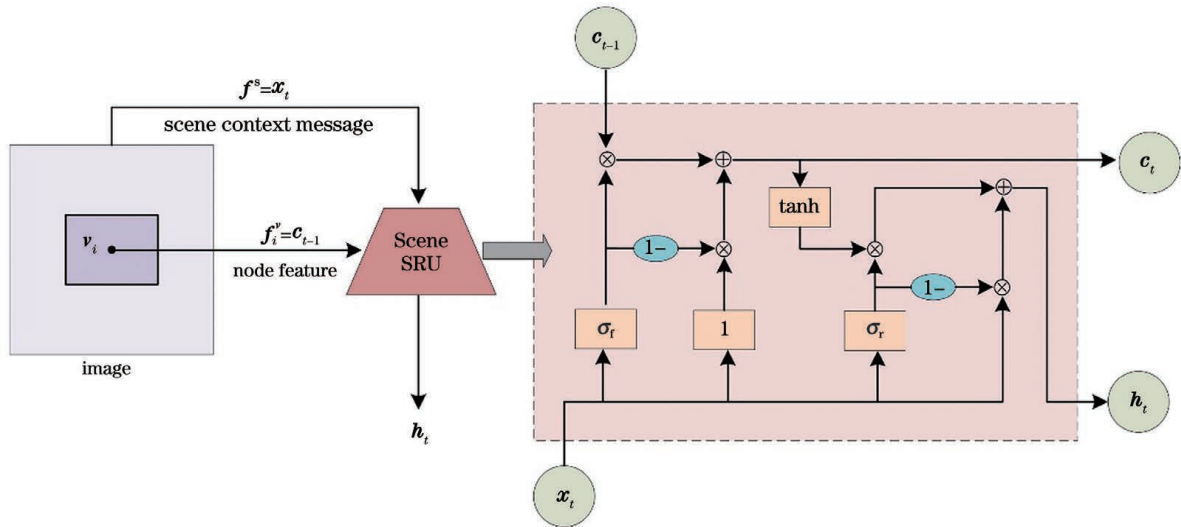 f^s=x_t
scene context message
v_i
f_i^v=c_{t-1}
node feature
image
Scene
SRU
h_t
c_{t-1}
⊗
⊕
c_t
tanh
⊕
1-
⊗
⊗
1-
⊗
σ_f
1
σ_r
h_t
x_t